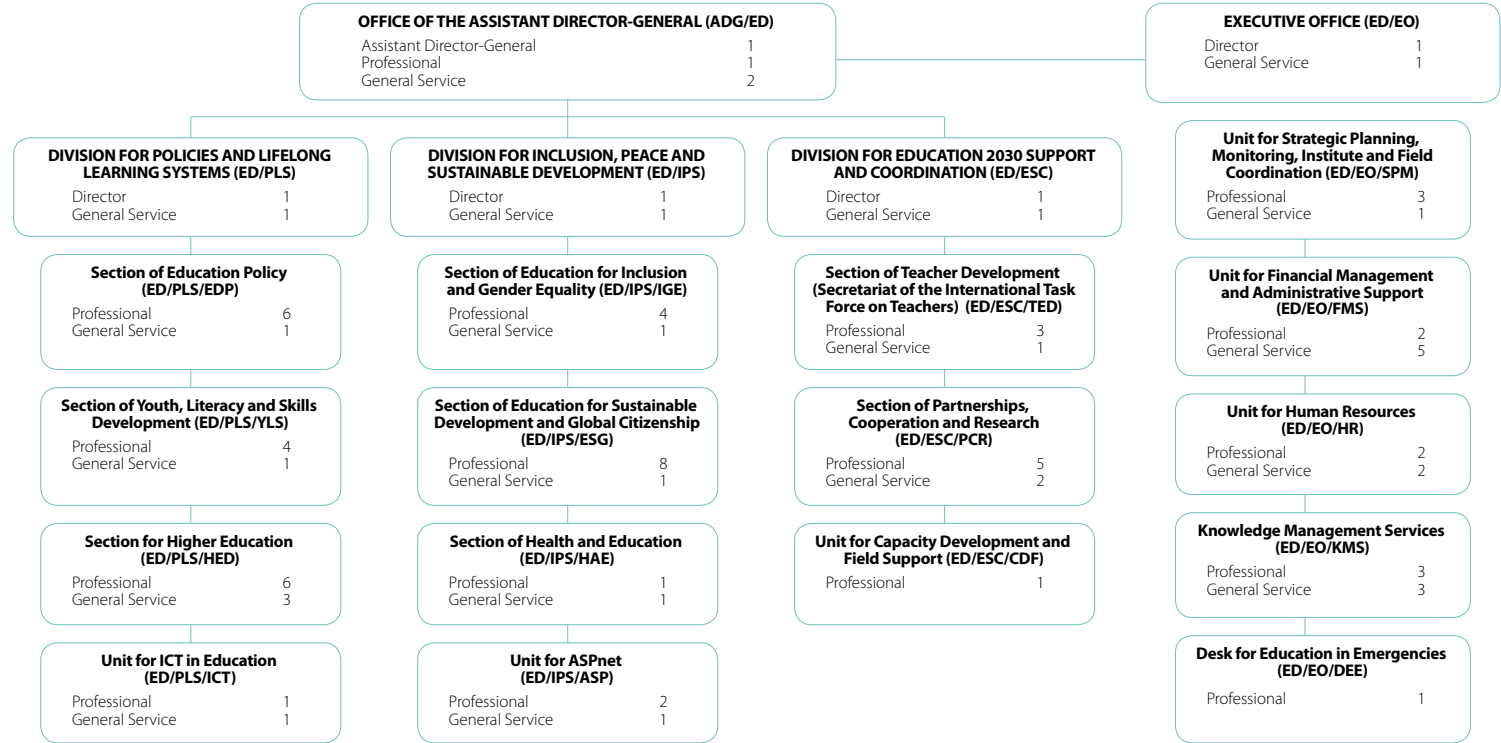 OFFICE OF THE ASSISTANT DIRECTOR-GENERAL (ADG/ED)
Assistant Director-General 1
Professional 1
General Service 2
EXECUTIVE OFFICE (ED/EO)
Director 1
General Service 1
DIVISION FOR POLICIES AND LIFELONG
LEARNING SYSTEMS (ED/PLS)
Director 1
General Service 1
Section of Education Policy
(ED/PLS/EDP)
Professional 6
General Service 1
Section of Youth, Literacy and Skills
Development (ED/PLS/YLS)
Professional 4
General Service 1
Section for Higher Education
(ED/PLS/HED)
Professional 6
General Service 3
Unit for ICT in Education
(ED/PLS/ICT)
Professional 1
General Service 1
DIVISION FOR INCLUSION, PEACE AND
SUSTAINABLE DEVELOPMENT (ED/IPS)
Director 1
General Service 1
Section of Education for Inclusion
and Gender Equality (ED/IPS/IGE)
Professional 4
General Service 1
Section of Education for Sustainable
Development and Global Citizenship
(ED/IPS/ESG)
Professional 8
General Service 1
Section of Health and Education
(ED/IPS/HAE)
Professional 1
General Service 1
Unit for ASPnet
(ED/IPS/ASP)
Professional 2
General Service 1
DIVISION FOR EDUCATION 2030 SUPPORT
AND COORDINATION (ED/ESC)
Director 1
General Service 1
Section of Teacher Development
(Secretariat of the International Task
Force on Teachers) (ED/ESC/TED)
Professional 3
General Service 1
Section of Partnerships,
Cooperation and Research
(ED/ESC/PCR)
Professional 5
General Service 2
Unit for Capacity Development and
Field Support (ED/ESC/CDF)
Professional 1
Unit for Strategic Planning,
Monitoring, Institute and Field
Coordination (ED/EO/SPM)
Professional 3
General Service 1
Unit for Financial Management
and Administrative Support
(ED/EO/FMS)
Professional 2
General Service 5
Unit for Human Resources
(ED/EO/HR)
Professional 2
General Service 2
Knowledge Management Services
(ED/EO/KMS)
Professional 3
General Service 3
Desk for Education in Emergencies
(ED/EO/DEE)
Professional 1